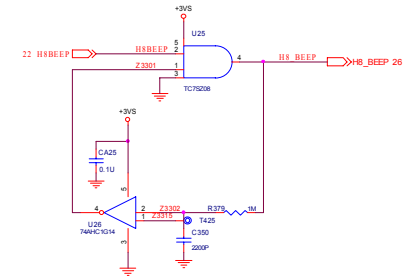 +3VS
U25
22 H8BEEP
H8BEEP
5
2
Z3301
1
3
4
H8_BEEP
H8_BEEP 26
TC7SZ08
+3VS
CA25
0.1U
5
4
2
Z3302
R379
1M
1
Z3315
T425
U26
74AHC1G14
3
C350
2200P